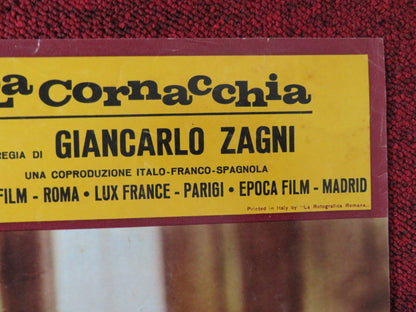 La Cornacchia
REGIA DI GIANCARLO ZAGNI
UNA COPRODUZIONE ITALO-FRANCO-SPAGNOLA
FILM - ROMA • LUX FRANCE - PARIGI • EPOCA FILM - MADRID
Printed in Italy by "La Rotografica Romana"